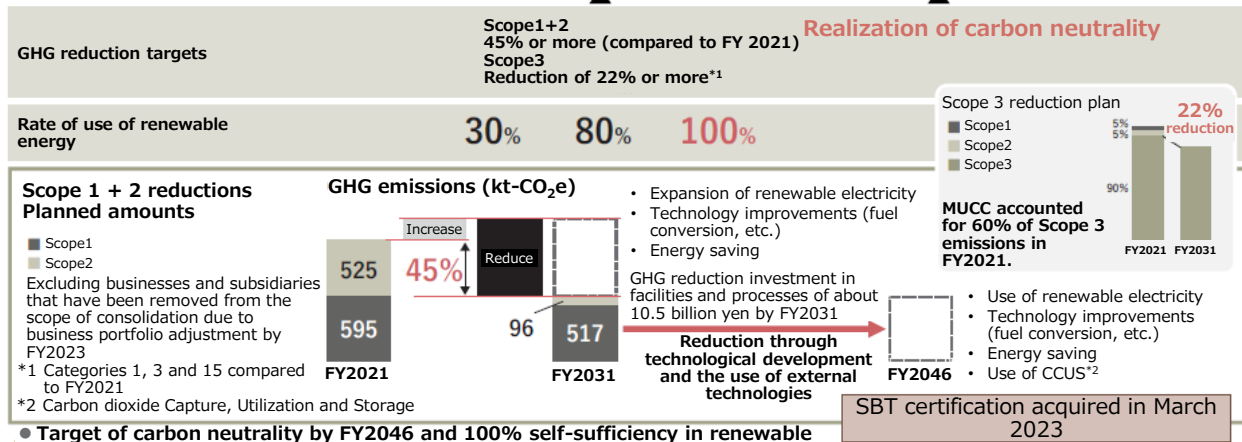 GHG reduction targets
Scope1+2
45% or more (compared to FY 2021)
Scope3
Reduction of 22% or more*1
Realization of carbon neutrality
Rate of use of renewable
energy
30%
80%
100%
Scope 3 reduction plan
Scope1
Scope2
Scope3
5%
5%
90%
22%
reduction
FY2021
FY2031
MUCC accounted
for 60% of Scope 3
emissions in
FY2021.
Scope 1 + 2 reductions
Planned amounts
Scope1
Scope2
Excluding businesses and subsidiaries
that have been removed from the
scope of consolidation due to
business portfolio adjustment by
FY2023
*1 Categories 1, 3 and 15 compared
to FY2021
*2 Carbon dioxide Capture, Utilization and Storage
GHG emissions (kt-CO₂e)
525
595
FY2021
Increase
45%
Reduce
96
517
FY2031
• Expansion of renewable electricity
• Technology improvements (fuel
conversion, etc.)
• Energy saving
GHG reduction investment in
facilities and processes of about
10.5 billion yen by FY2031
Reduction through
technological development
and the use of external
technologies
FY2046
• Use of renewable electricity
• Technology improvements
(fuel conversion, etc.)
• Energy saving
• Use of CCUS*2
SBT certification acquired in March
2023
● Target of carbon neutrality by FY2046 and 100% self-sufficiency in renewable